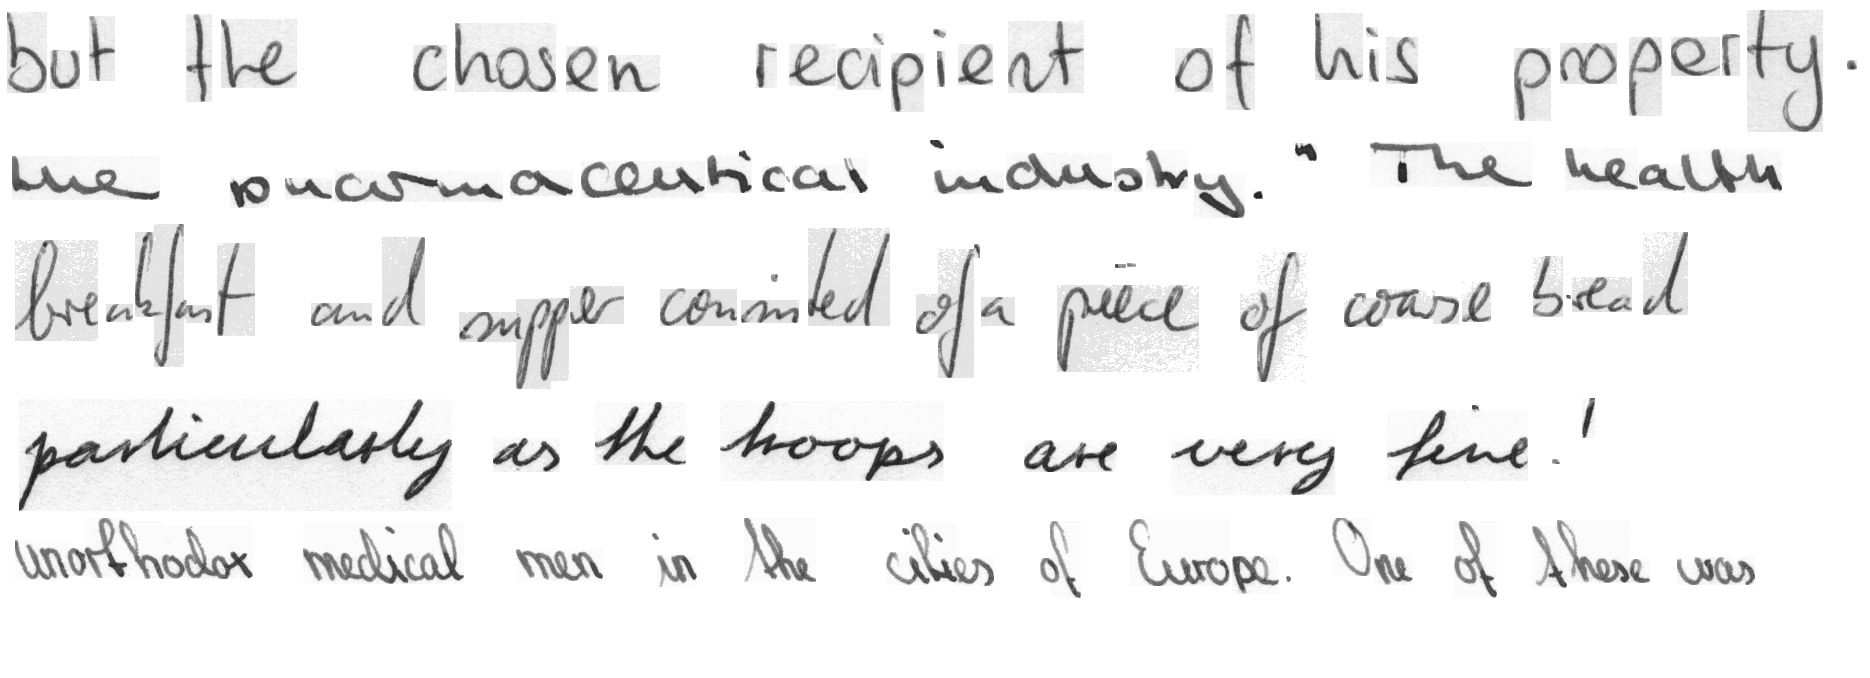 but the chosen recipient of his property.
the pharmaceutical industry." The health
breakfast and supper consisted of a piece of coarse bread
particularly as the troops are very fine!
unorthodox medical men in the cities of Europe. One of these was